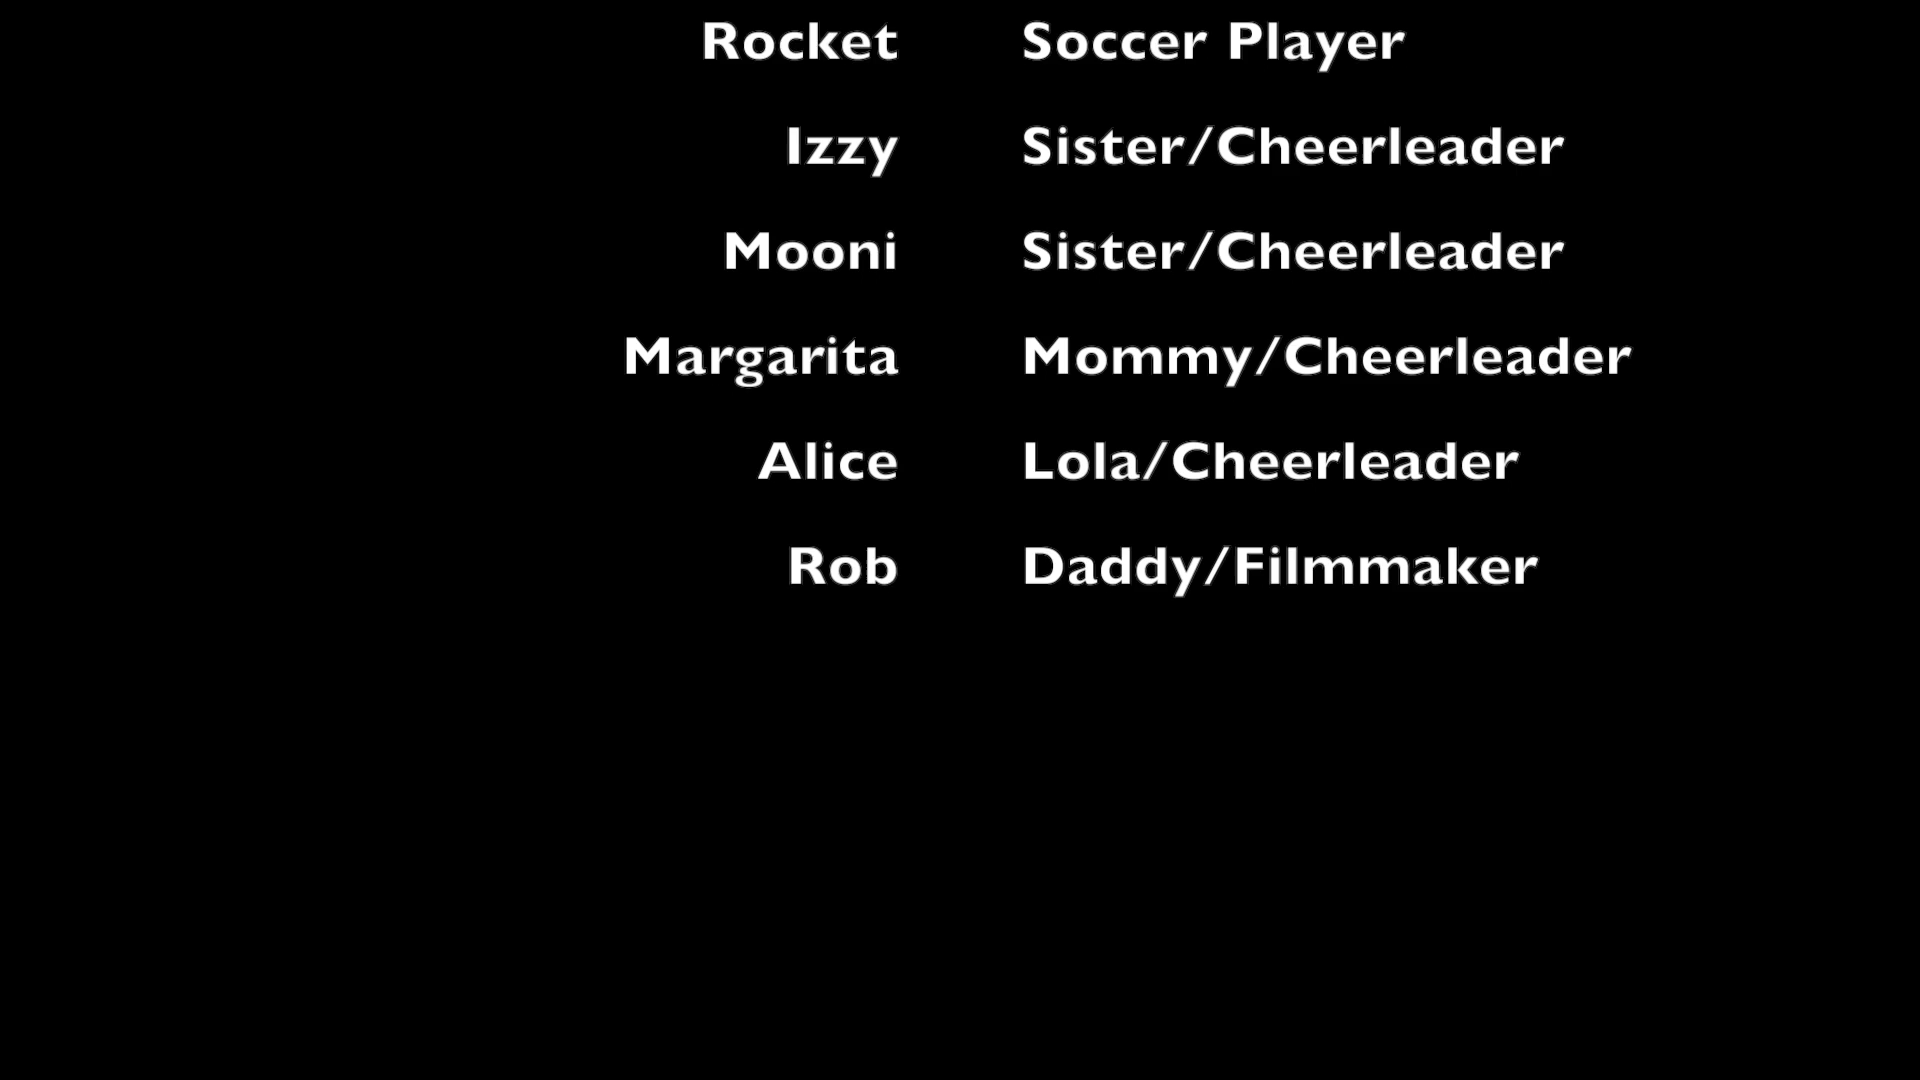 Rocket Soccer Player
Izzy Sister/Cheerleader
Mooni Sister/Cheerleader
Margarita Mommy/Cheerleader
Alice Lola/Cheerleader
Rob Daddy/Filmmaker